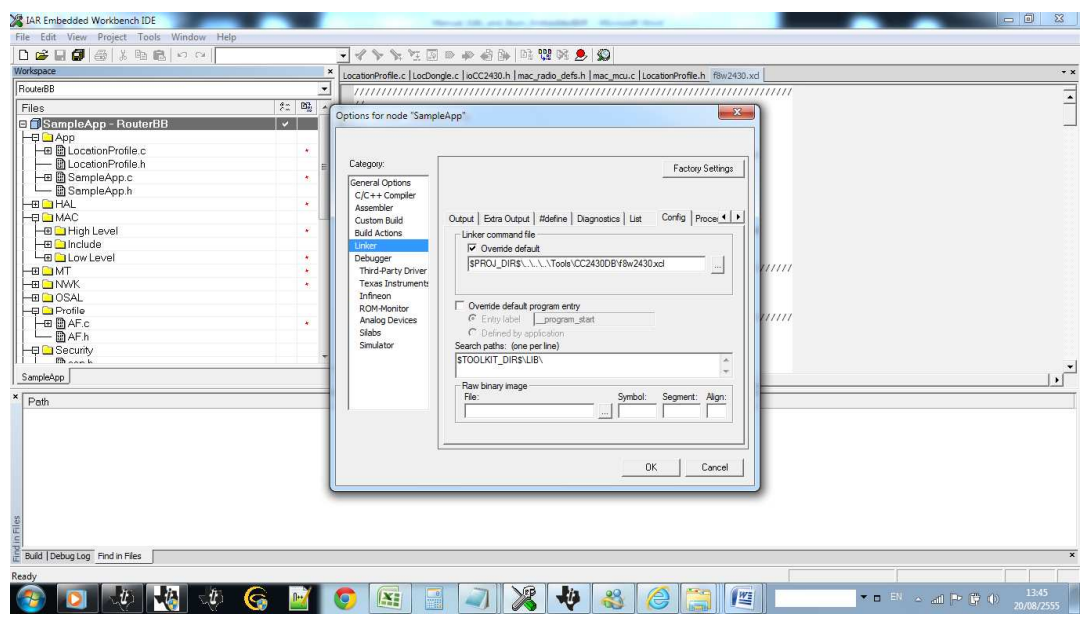 IAR Embedded Workbench IDE
File Edit View Project Tools Window Help
Workspace
RouterBB
Files
SampleApp - RouterBB
App
LocationProfile.c
LocationProfile.h
SampleApp.c
SampleApp.h
HAL
MAC
High Level
Include
Low Level
MT
NWK
OSAL
Profile
AF.c
AF.h
Security
SampleApp
LocationProfile.c | LocDongle.c | ioCC2430.h | mac_radio_defs.h | mac_mcu.c | LocationProfile.h f8w2430.xcl
Options for node "SampleApp"
Category:
General Options
C/C++ Compiler
Assembler
Custom Build
Build Actions
Linker
Debugger
Third-Party Driver
Texas Instruments
Infineon
ROM-Monitor
Analog Devices
Silabs
Simulator
Factory Settings
Output | Extra Output | #define | Diagnostics | List Config Proce
Linker command file
Override default
$PROJ_DIR$\..\..\..\Tools\CC2430DB\f8w2430.xcl
...
Override default program entry
Entry label __program_start
Defined by application
Search paths: (one per line)
$TOOLKIT_DIR$\LIB\
Raw binary image
File: Symbol: Segment: Align:
...
OK Cancel
Path
Find in Files
Build | Debug Log Find in Files
Ready
EN
13:45
20/08/2555